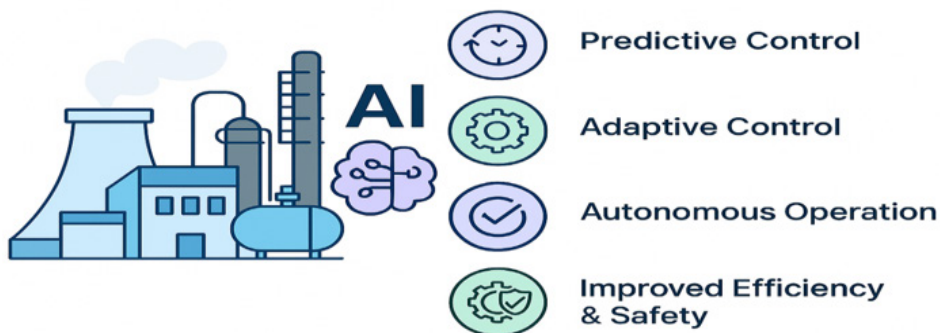 AI
Predictive Control
Adaptive Control
Autonomous Operation
Improved Efficiency
& Safety